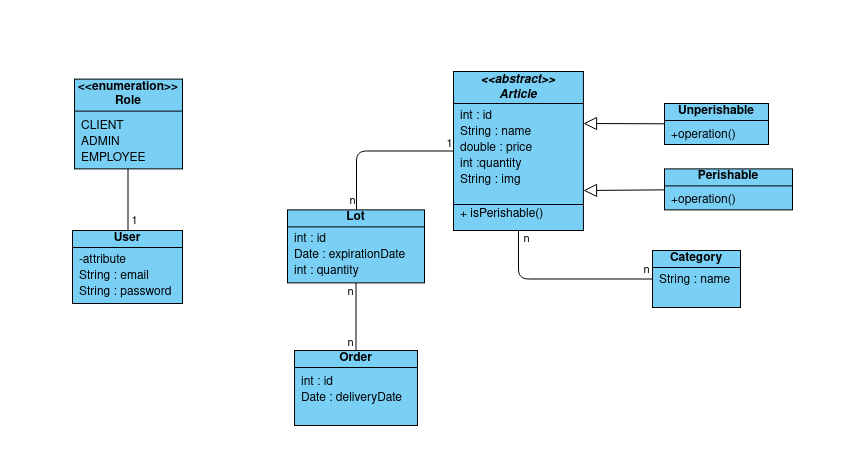 <<enumeration>>
Role
CLIENT
ADMIN
EMPLOYEE
1
User
-attribute
String : email
String : password
<<abstract>>
Article
int : id
String : name
double : price
int :quantity
String : img
+ isPerishable()
1
n
Lot
int : id
Date : expirationDate
int : quantity
n
n
Order
int : id
Date : deliveryDate
Unperishable
+operation()
Perishable
+operation()
n
n
Category
String : name